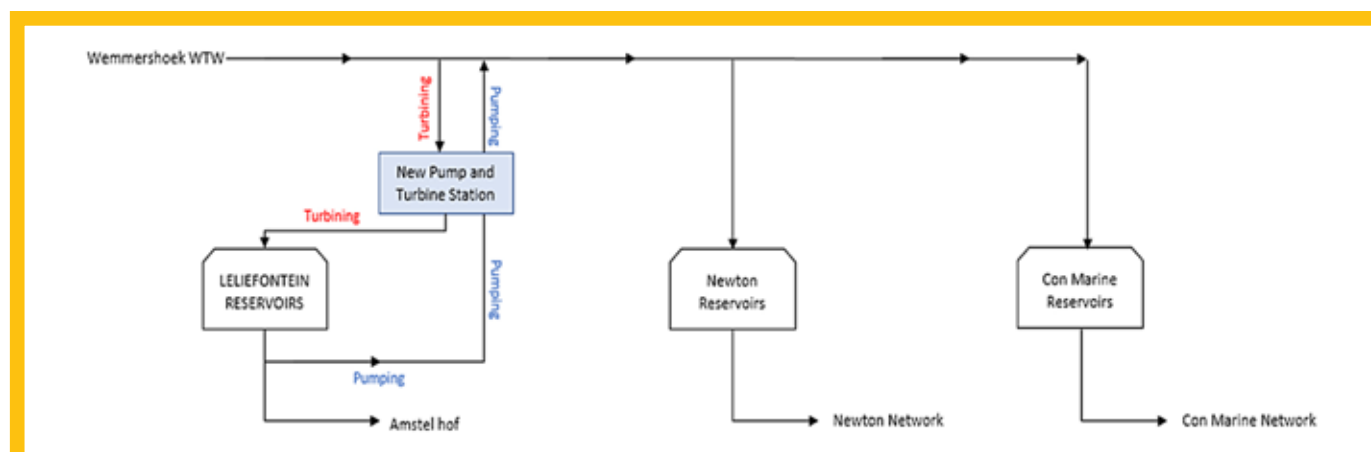 Wemmershoek WTW
Turbining
Pumping
New Pump and
Turbine Station
Turbining
Pumping
LELIEFONTEIN
RESERVOIRS
Newton
Reservoirs
Con Marine
Reservoirs
Pumping
Amstel hof
Newton Network
Con Marine Network